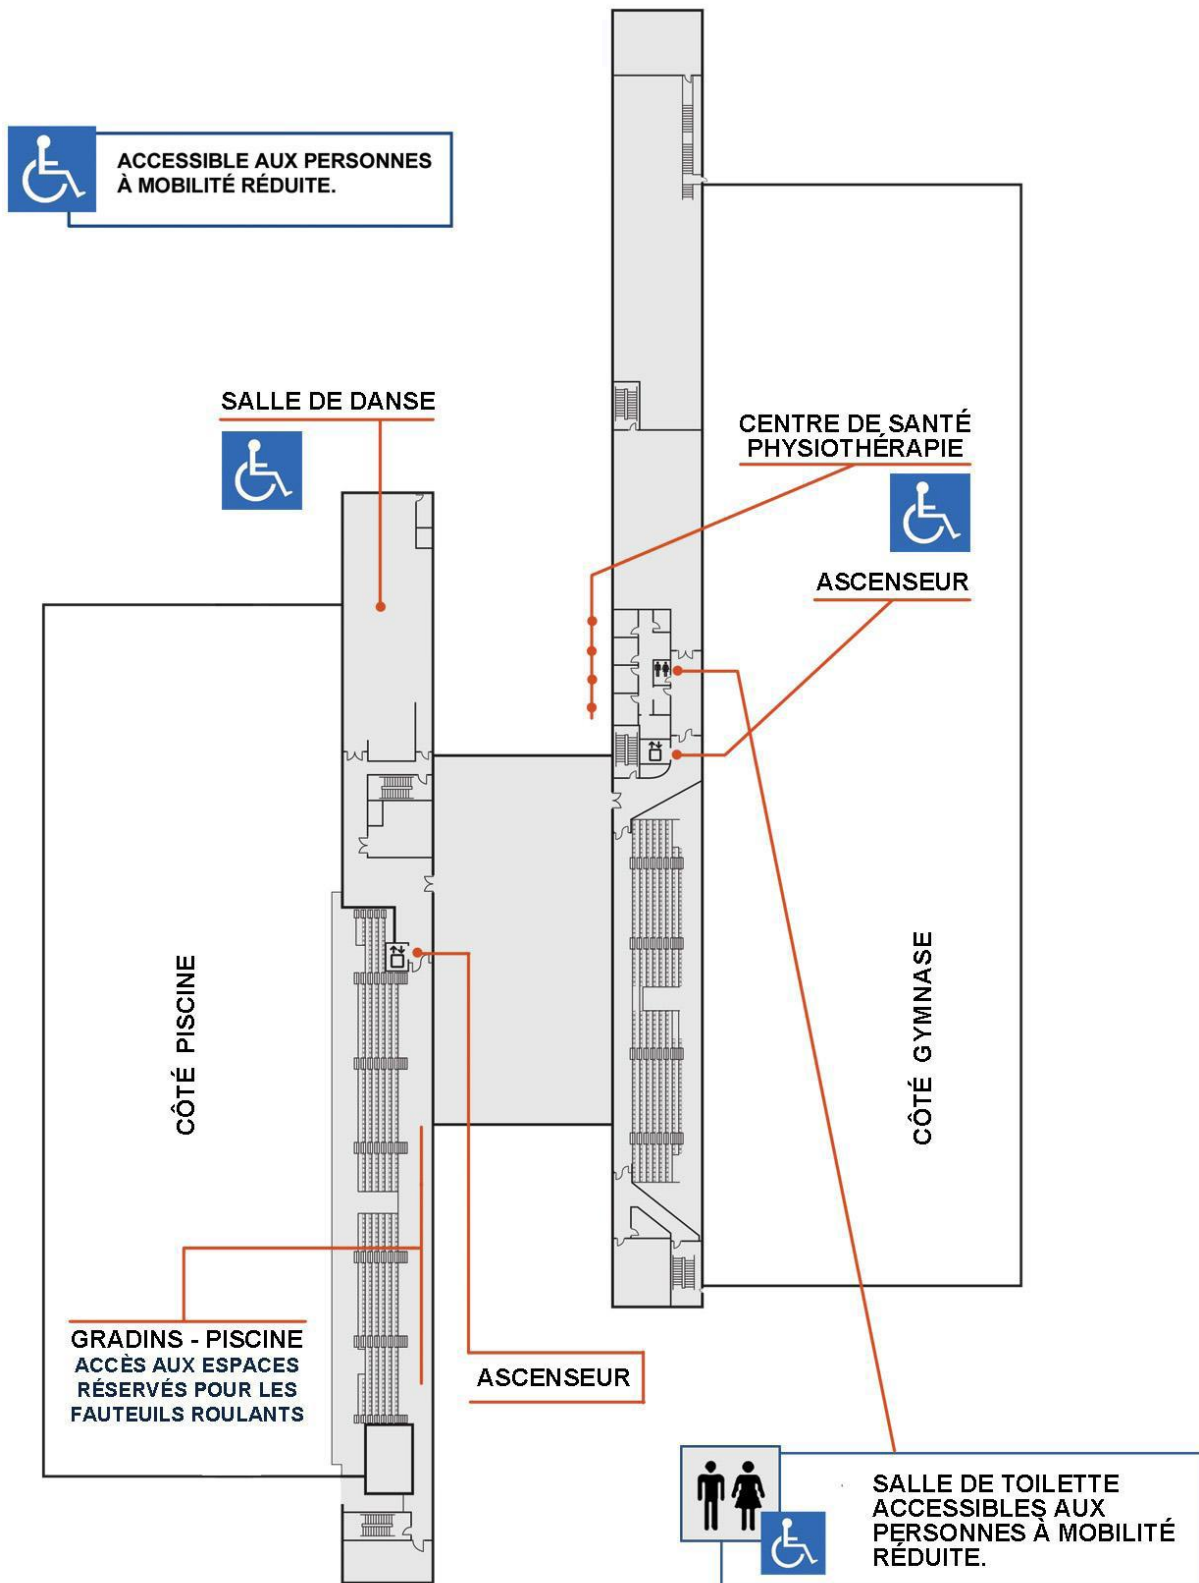 ACCESSIBLE AUX PERSONNES
À MOBILITÉ RÉDUITE.
SALLE DE DANSE
CENTRE DE SANTÉ
PHYSIOTHÉRAPIE
ASCENSEUR
CÔTÉ PISCINE
CÔTÉ GYMNASE
GRADINS - PISCINE
ACCÈS AUX ESPACES
RÉSERVÉS POUR LES
FAUTEUILS ROULANTS
ASCENSEUR
SALLE DE TOILETTE
ACCESSIBLES AUX
PERSONNES À MOBILITÉ
RÉDUITE.